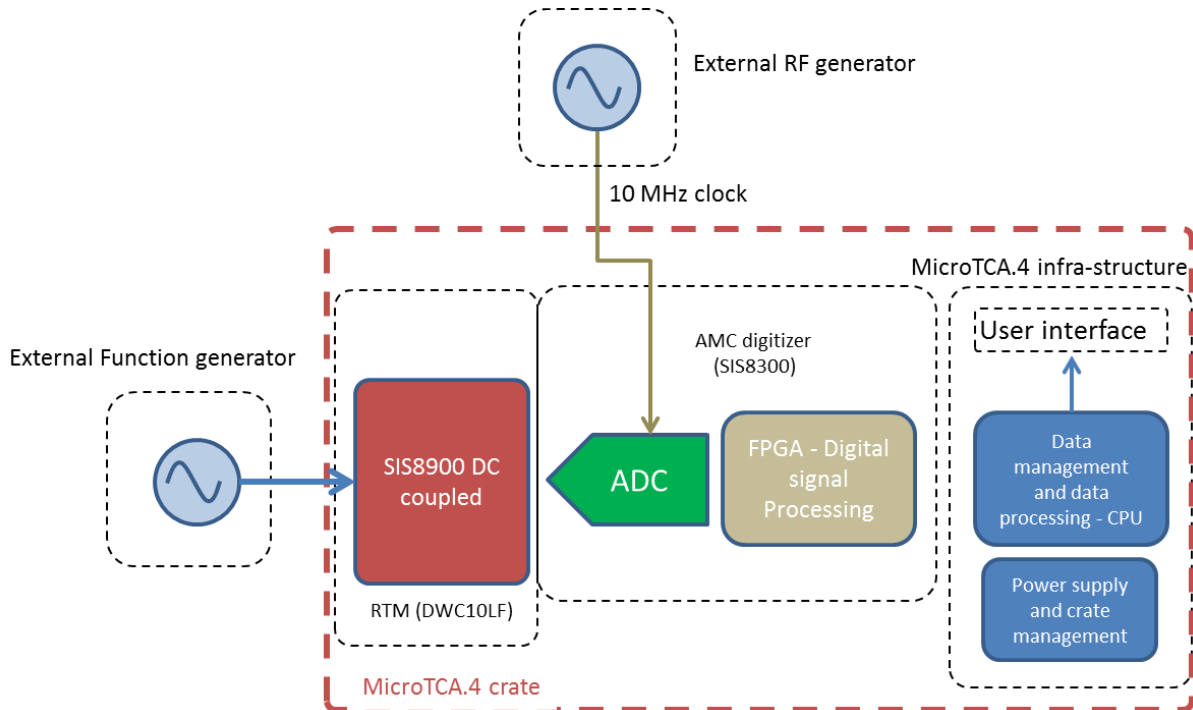 External RF generator
10 MHz clock
MicroTCA.4 infra-structure
User interface
External Function generator
AMC digitizer
(SIS8300)
SIS8900 DC
coupled
ADC
FPGA - Digital
signal
Processing
Data
management
and data
processing - CPU
RTM (DWC10LF)
Power supply
and crate
management
MicroTCA.4 crate